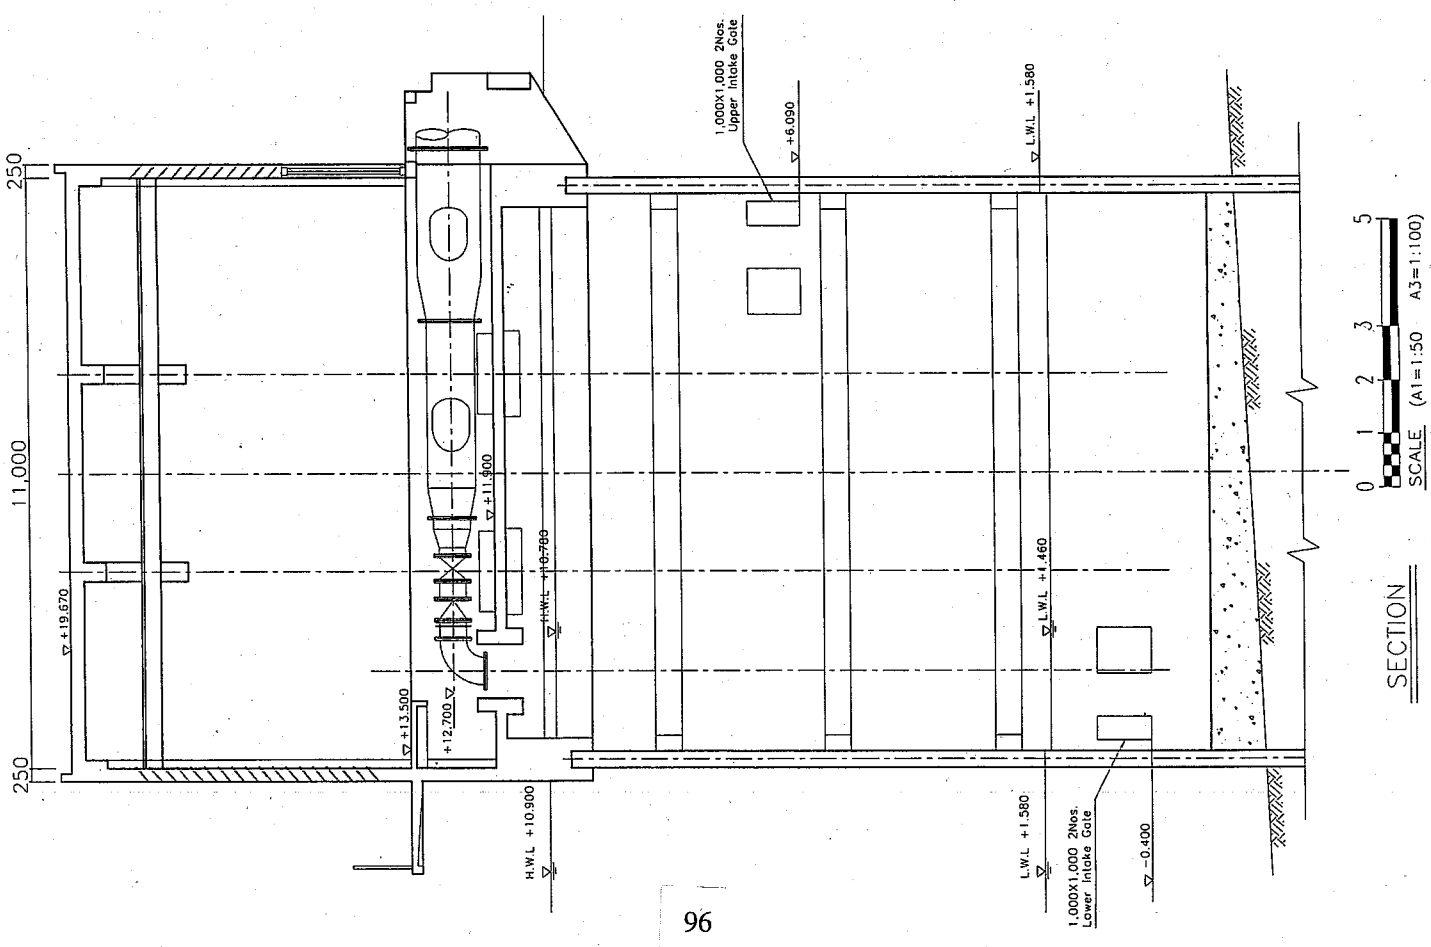 250
11,000
250
+19.670
+13.500
+12.700
+11.900
H.W.L +10.780
H.W.L +10.900
1,000X1,000 2Nos.
Upper Intake Gate
+6.090
L.W.L +1.580
L.W.L +1.460
L.W.L +1.580
1,000X1,000 2Nos.
Lower Intake Gate
-0.400
0 1 2 3 5
SCALE (A1=1:50 A3=1:100)
SECTION
96